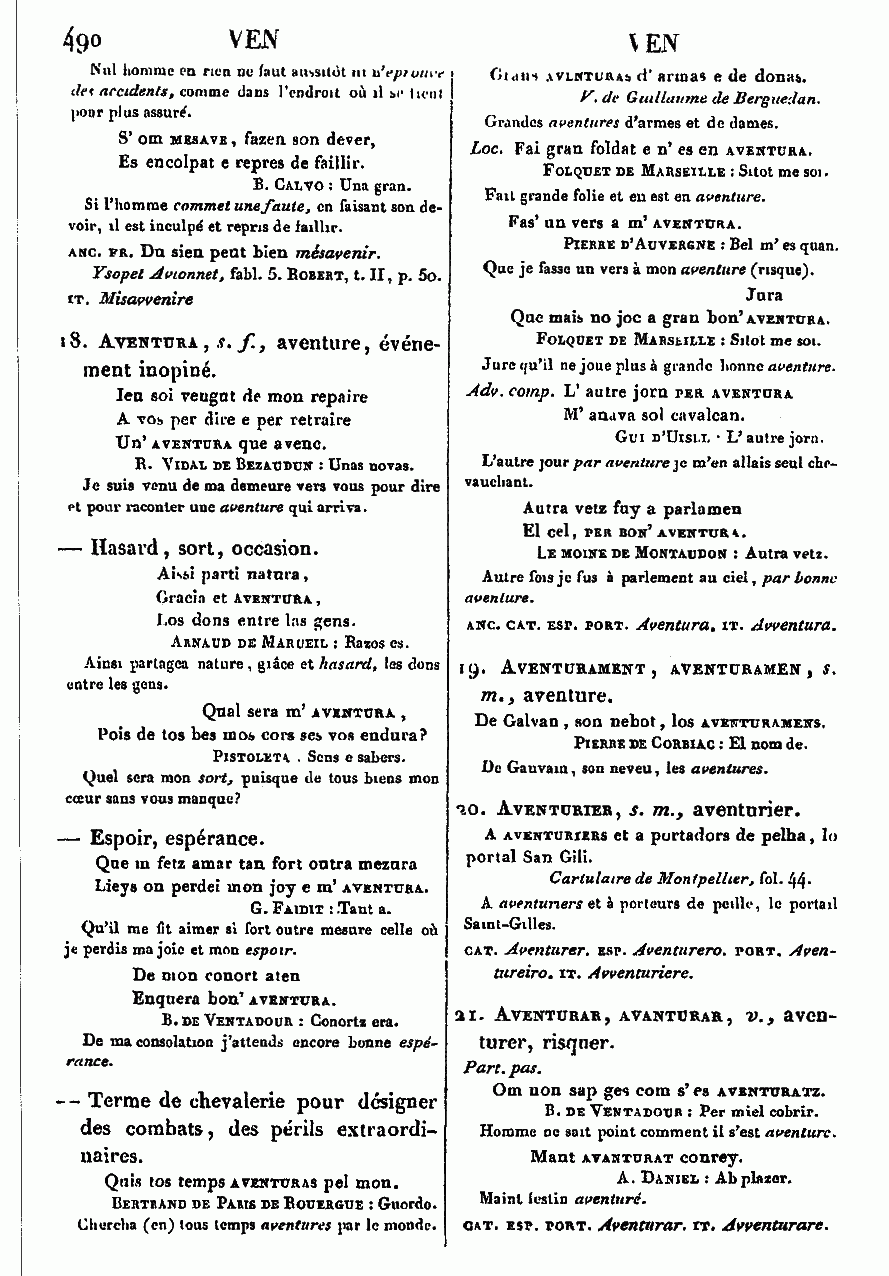 490 VEN
Nul homme en rien ne faut aussitôt ni n'eprouve
des accidents, comme dans l'endroit où il se tient
pour plus assuré.
S' om MESAVE, fazen son dever,
Es encolpat e repres de faillir.
B. CALVO : Una gran.
Si l'homme commet une faute, en faisant son de-
voir, il est inculpé et repris de faillir.
ANC. FR. Du sien peut bien mésavenir.
Ysopet Avionnet, fabl. 5. ROBERT, t. II, p. 50.
IT. Misavvenire
18. AVENTURA, s. f., aventure, événe-
ment inopiné.
Ieu soi vengut de mon repaire
A vos per dire e per retraire
Un' AVENTURA que avenc.
R. VIDAL DE BEZAUDUN : Unas novas.
Je suis venu de ma demeure vers vous pour dire
et pour raconter une aventure qui arriva.
— Hasard, sort, occasion.
Aissi parti natura,
Gracia et AVENTURA,
Los dons entre las gens.
ARNAUD DE MARUEIL : Razos es.
Ainsi partagea nature, grâce et hasard, les dons
entre les gens.
Qual sera m' AVENTURA,
Pois de tos bes mos cors ses vos endura?
PISTOLETA . Sens e sabers.
Quel sera mon sort, puisque de tous biens mon
cœur sans vous manque?
— Espoir, espérance.
Que m fetz amar tan fort outra mezura
Lieys on perdei mon joy e m' AVENTURA.
G. FAIDIT : Tant a.
Qu'il me fit aimer si fort outre mesure celle où
je perdis ma joie et mon espoir.
De mon conort aten
Enquera bon' AVENTURA.
B. DE VENTADOUR : Conortz era.
De ma consolation j'attends encore bonne espé-
rance.
— Terme de chevalerie pour désigner
des combats, des périls extraordi-
naires.
Quis tos temps AVENTURAS pel mon.
BERTRAND DE PARIS DE ROUERGUE : Guordo.
Chercha (en) tous temps aventures par le monde.
VEN
Grans AVENTURAS d' armas e de donas.
V. de Guillaume de Berguedan.
Grandes aventures d'armes et de dames.
Loc. Fai gran foldat e n' es en AVENTURA.
FOLQUET DE MARSEILLE : Sitot me soi.
Fait grande folie et en est en aventure.
Fas' un vers a m' AVENTURA.
PIERRE D'AUVERGNE : Bel m' es quan.
Que je fasse un vers à mon aventure (risque).
Jura
Que mais no joc a gran bon' AVENTURA.
FOLQUET DE MARSEILLE : Sitot me soi.
Jure qu'il ne joue plus à grande bonne aventure.
Adv. comp. L' autre jorn PER AVENTURA
M' anava sol cavalcan.
GUI D'UISEL · L' autre jorn.
L'autre jour par aventure je m'en allais seul che-
vauchant.
Autra vetz fuy a parlamen
El cel, PER BON' AVENTURA.
LE MOINE DE MONTAUDON : Autra vetz.
Autre fois je fus à parlement au ciel, par bonne
aventure.
ANC. CAT. ESP. PORT. Aventura. IT. Avventura.
19. AVENTURAMENT, AVENTURAMEN, s.
m., aventure.
De Galvan, son nebot, los AVENTURAMENS.
PIERRE DE CORBIAC : El nom de.
De Gauvain, son neveu, les aventures.
20. AVENTURIER, s. m., aventurier.
A AVENTURIERS et a portadors de pelha, lo
portal San Gili.
Cartulaire de Montpellier, fol. 44.
A aventuriers et à porteurs de peille, le portail
Saint-Gilles.
CAT. Aventurer. ESP. Aventurero. PORT. Aven-
tureiro. IT. Avventuriere.
21. AVENTURAR, AVANTURAR, v., aven-
turer, risquer.
Part. pas.
Om non sap ges com s' es AVENTURATZ.
B. DE VENTADOUR : Per miel cobrir.
Homme ne sait point comment il s'est aventuré.
Mant AVANTURAT conrey.
A. DANIEL : Ab plazer.
Maint festin aventuré.
CAT. ESP. PORT. Aventurar. IT. Avventurare.